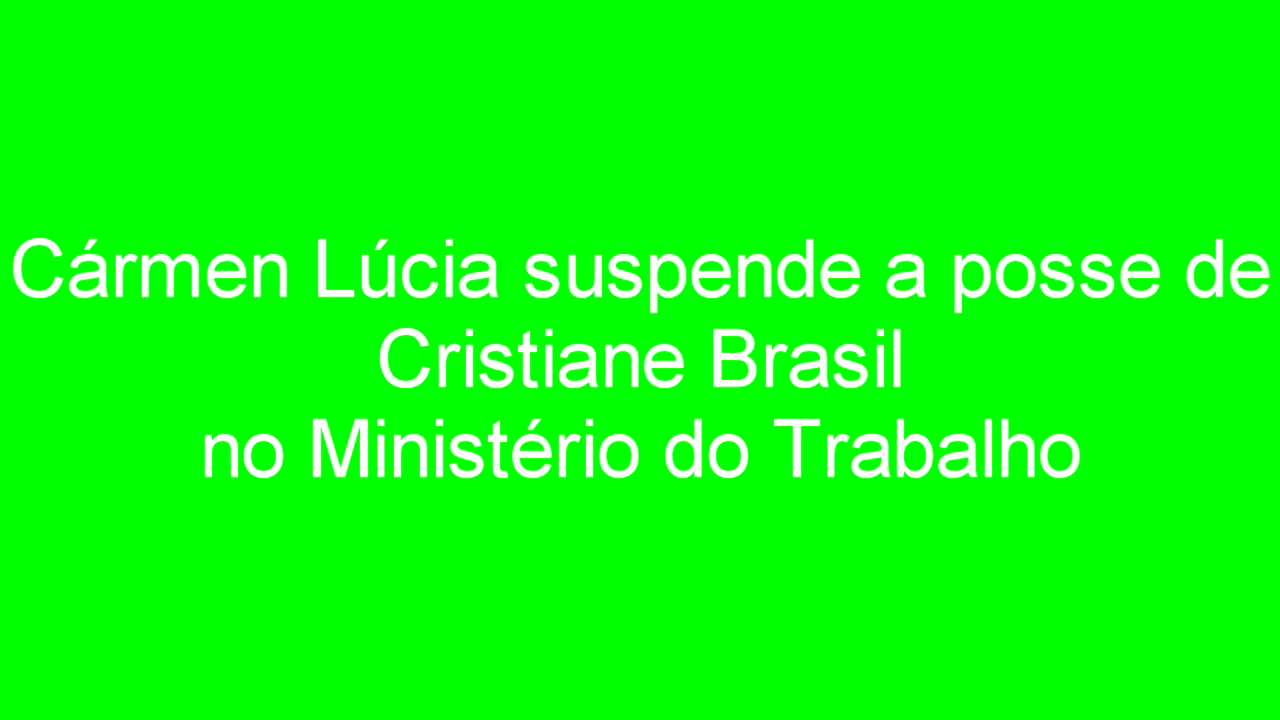 Cármen Lúcia suspende a posse de
Cristiane Brasil
no Ministério do Trabalho